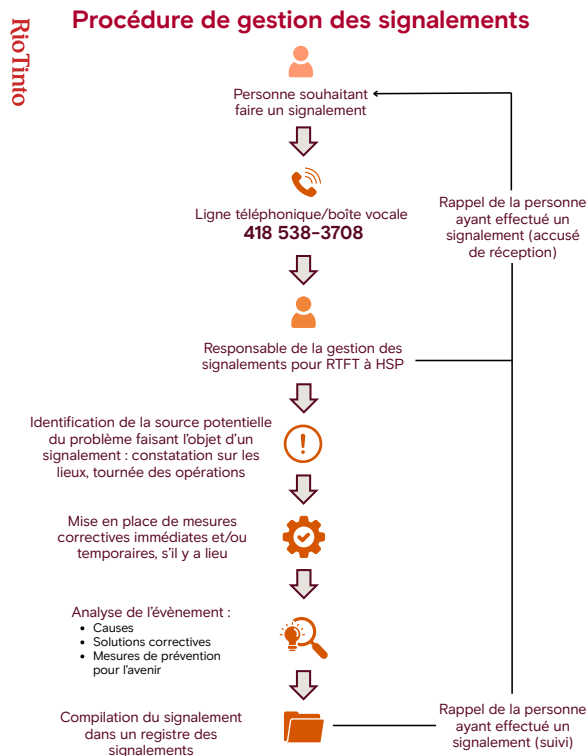 Procédure de gestion des signalements
RioTinto
Personne souhaitant
faire un signalement
Ligne téléphonique/boîte vocale
418 538-3708
Rappel de la personne
ayant effectué un
signalement (accusé
de réception)
Responsable de la gestion des
signalements pour RTFT à HSP
Identification de la source potentielle
du problème faisant l'objet d'un
signalement : constatation sur les
lieux, tournée des opérations
Mise en place de mesures
correctives immédiates et/ou
temporaires, s'il y a lieu
Analyse de l'évènement :
• Causes
• Solutions correctives
• Mesures de prévention
pour l'avenir
Compilation du signalement
dans un registre des
signalements
Rappel de la personne
ayant effectué un
signalement (suivi)